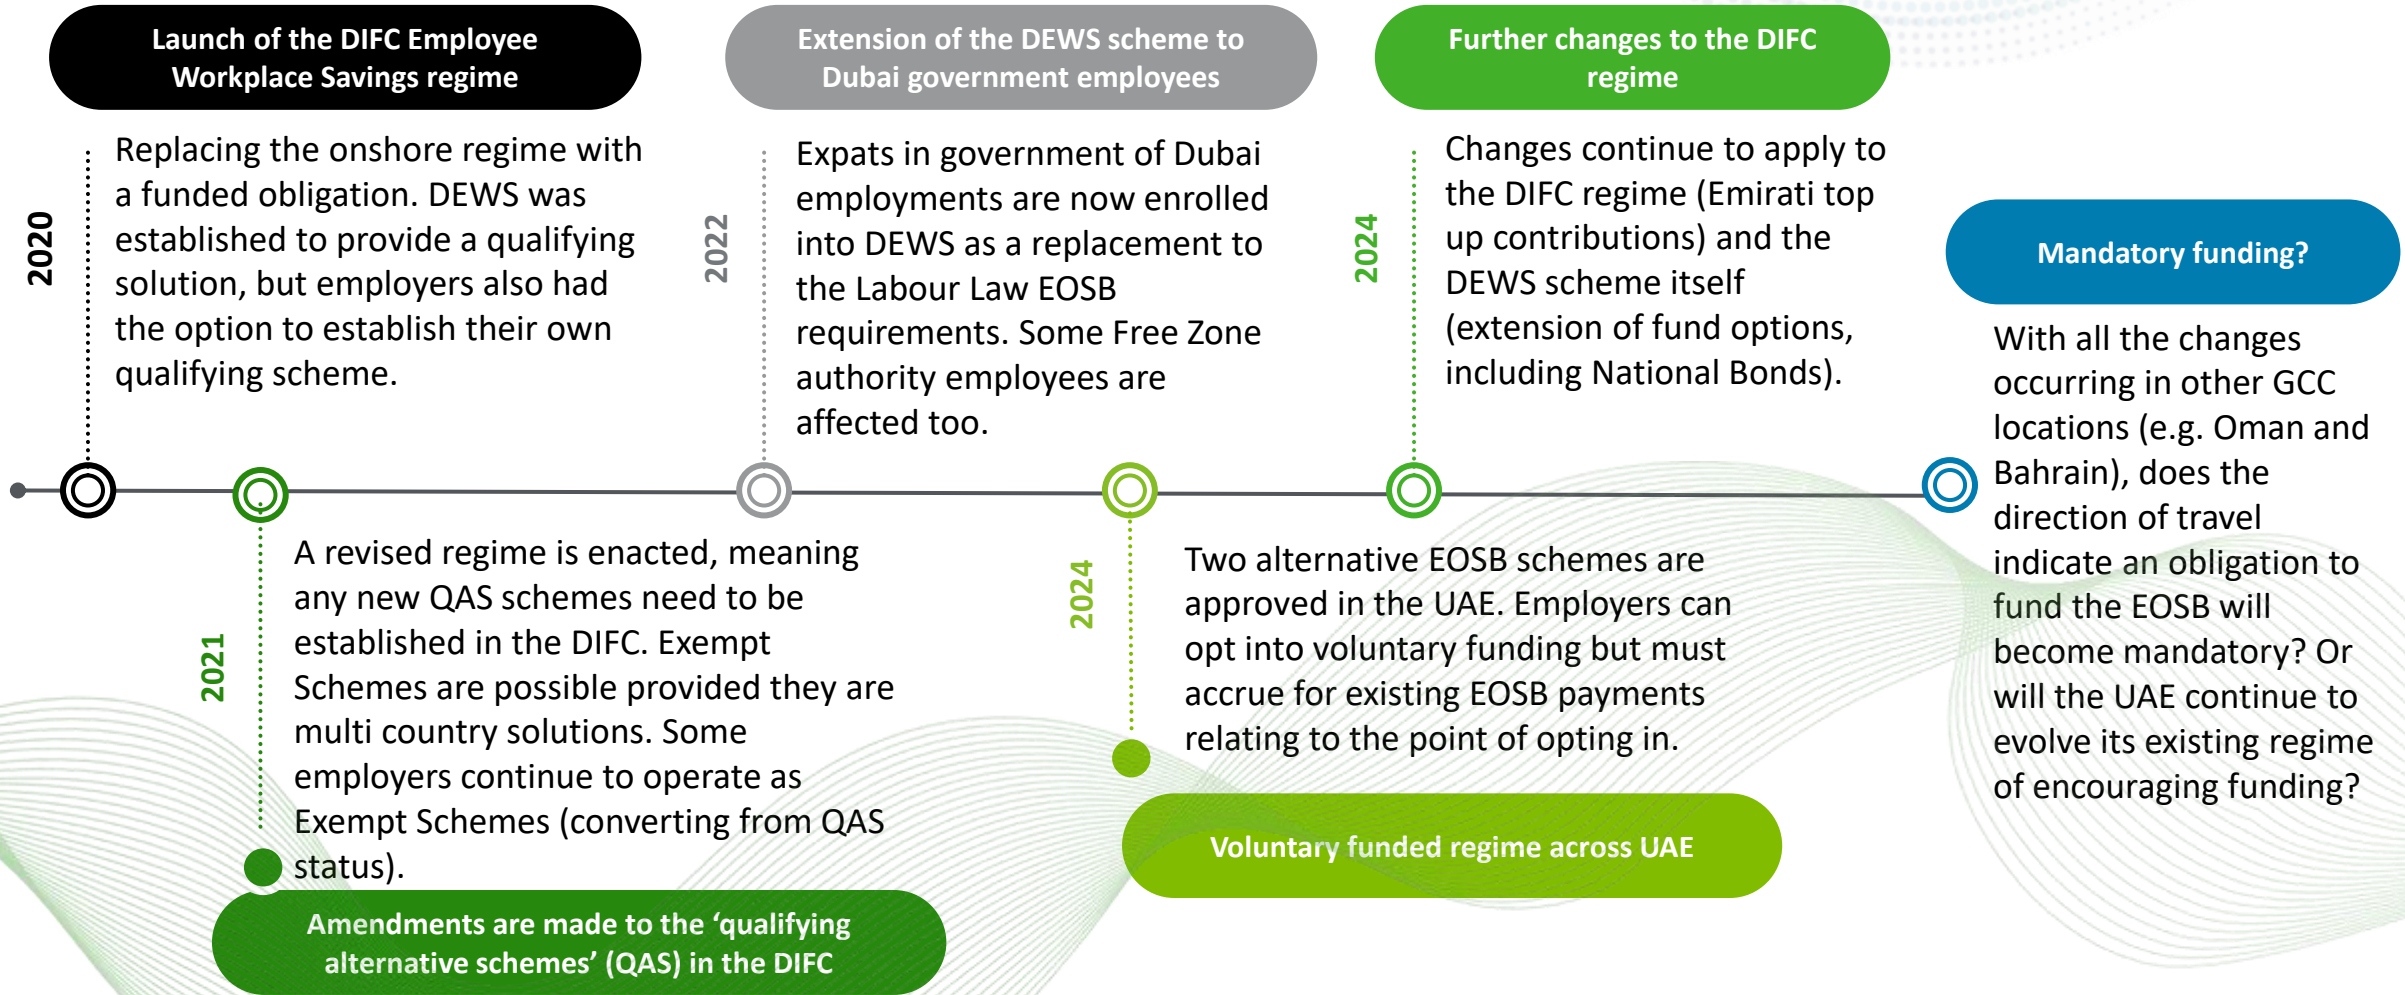 Launch of the DIFC Employee
Workplace Savings regime
2020
Replacing the onshore regime with
a funded obligation. DEWS was
established to provide a qualifying
solution, but employers also had
the option to establish their own
qualifying scheme.
2021
A revised regime is enacted, meaning
any new QAS schemes need to be
established in the DIFC. Exempt
Schemes are possible provided they are
multi country solutions. Some
employers continue to operate as
Exempt Schemes (converting from QAS
status).
Amendments are made to the ‘qualifying
alternative schemes’ (QAS) in the DIFC
Extension of the DEWS scheme to
Dubai government employees
2022
Expats in government of Dubai
employments are now enrolled
into DEWS as a replacement to
the Labour Law EOSB
requirements. Some Free Zone
authority employees are
affected too.
2024
Two alternative EOSB schemes are
approved in the UAE. Employers can
opt into voluntary funding but must
accrue for existing EOSB payments
relating to the point of opting in.
Voluntary funded regime across UAE
Further changes to the DIFC
regime
2024
Changes continue to apply to
the DIFC regime (Emirati top
up contributions) and the
DEWS scheme itself
(extension of fund options,
including National Bonds).
Mandatory funding?
With all the changes
occurring in other GCC
locations (e.g. Oman and
Bahrain), does the
direction of travel
indicate an obligation to
fund the EOSB will
become mandatory? Or
will the UAE continue to
evolve its existing regime
of encouraging funding?